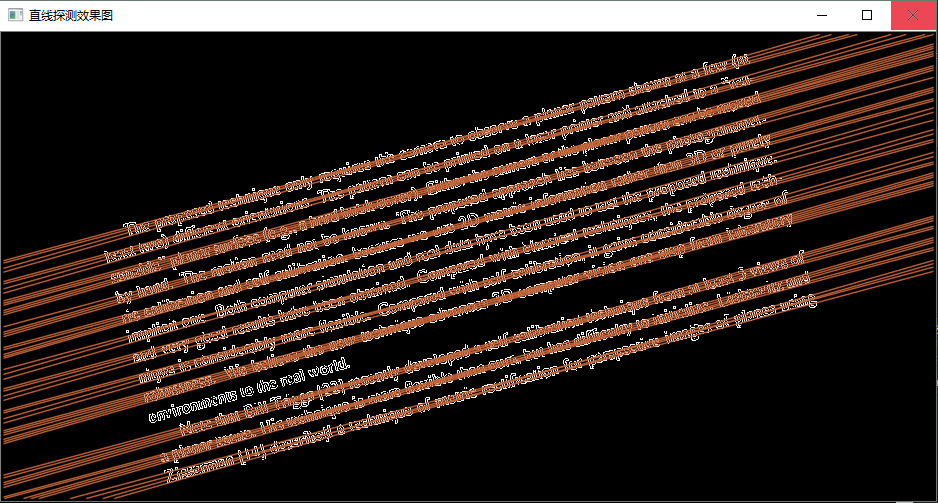 直线探测效果图
The proposed technique only requires the camera to observe a planar pattern shown at a few (at
least two) different orientations. The pattern can be printed on a laser printer and attached to a
planar surface (e.g., a hard book cover). Either the camera or the planar pattern can be moved
by hand. The motion need not be known. The proposed approach lies between the photogrammet-
calibration and self calibration because we use 2D metric information rather than 3D or purely
implicit one. Both computer simulation and real data have been used to test the proposed technique,
and very good results have been obtained. Compared with classical techniques, the proposed tech-
nique is considerably more flexible. Compared with self calibration, it gains considerable degree of
robustness. We believe the new technique 3D computer vision from laboratory
environments to the real world.
Note that Bill Triggs [22] recently developed a self calibration technique from at least 5 views of
a planar scene. His technique is more flexible than ours, but has difficulty to initialize. Liebowitz and
Zisserman [14] described a technique of metric rectification for perspective images of planes using